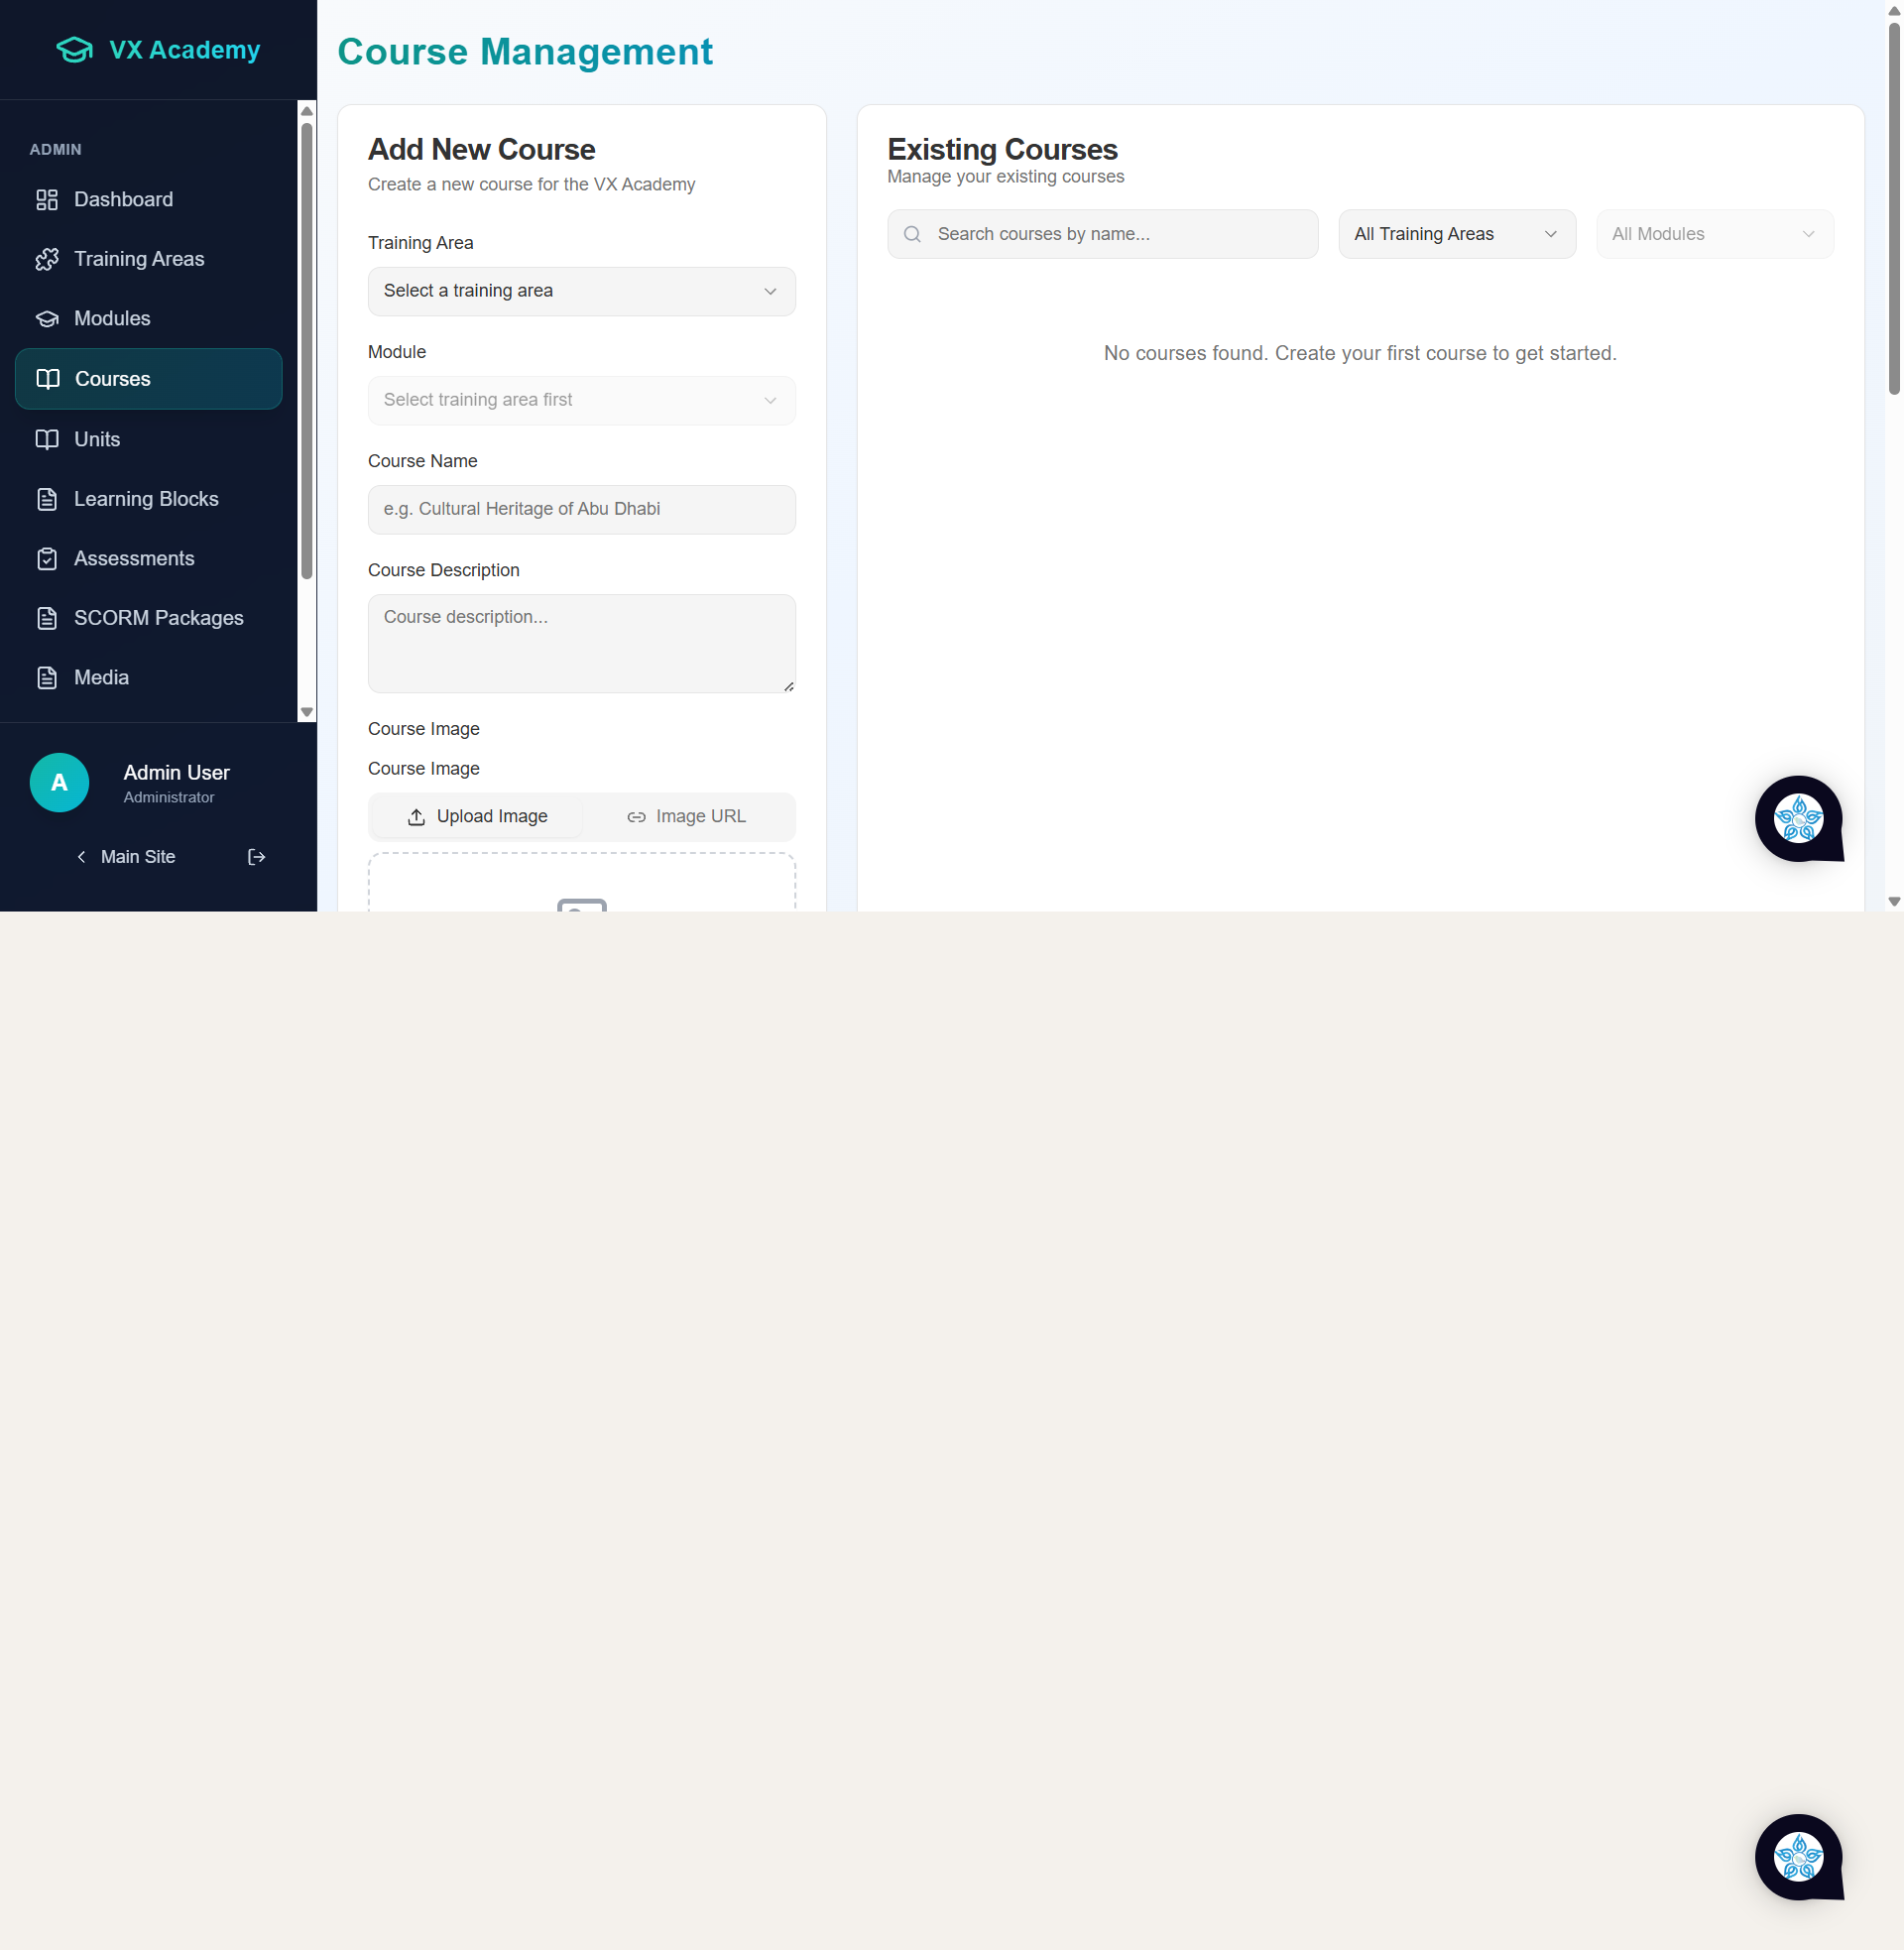 VX Academy
ADMIN
Dashboard
Training Areas
Modules
Courses
Units
Learning Blocks
Assessments
SCORM Packages
Media
A
Admin User
Administrator
Main Site
Course Management
Add New Course
Create a new course for the VX Academy
Training Area
Select a training area
Module
Select training area first
Course Name
e.g. Cultural Heritage of Abu Dhabi
Course Description
Course description...
Course Image
Course Image
Upload Image
Image URL
Existing Courses
Manage your existing courses
Search courses by name...
All Training Areas
All Modules
No courses found. Create your first course to get started.